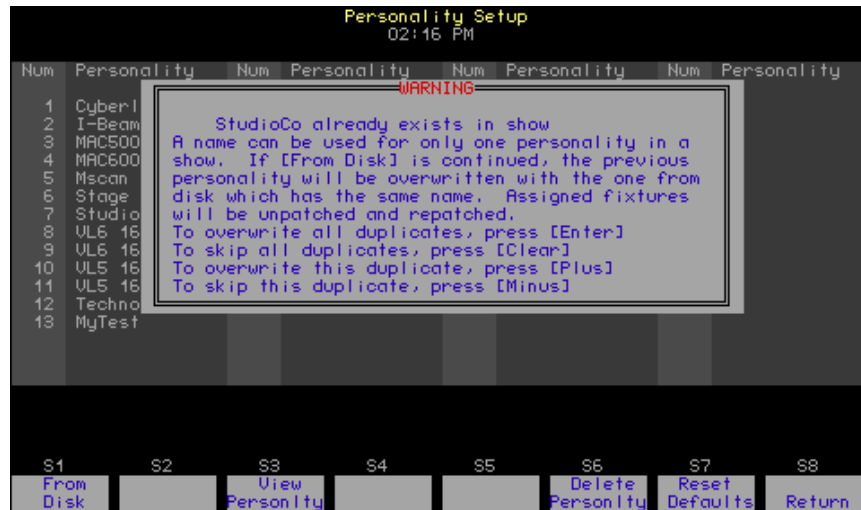 Personality Setup
02:16 PM
Num Personality Num Personality Num Personality Num Personality
WARNING
1 Cyberl
2 I-Beam
3 MAC500
4 MAC600
5 Mscan
6 Stage
7 Studio
8 VL6 16
9 VL6 16
10 VL5 16
11 VL5 16
12 Techno
13 MyTest
StudioCo already exists in show
A name can be used for only one personality in a
show. If [From Disk] is continued, the previous
personality will be overwritten with the one from
disk which has the same name. Assigned fixtures
will be unpatched and repatched.
To overwrite all duplicates, press [Enter]
To skip all duplicates, press [Clear]
To overwrite this duplicate, press [Plus]
To skip this duplicate, press [Minus]
S1 S2 S3 S4 S5 S6 S7 S8
From View Delete Reset
Disk Personlty Personlty Defaults Return